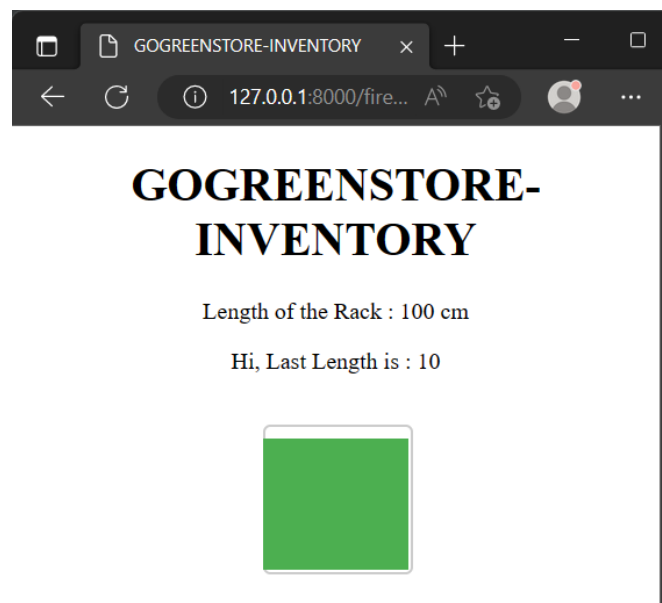 GOGREENSTORE-INVENTORY
127.0.0.1:8000/fire...
GOGREENSTORE-
INVENTORY
Length of the Rack : 100 cm
Hi, Last Length is : 10